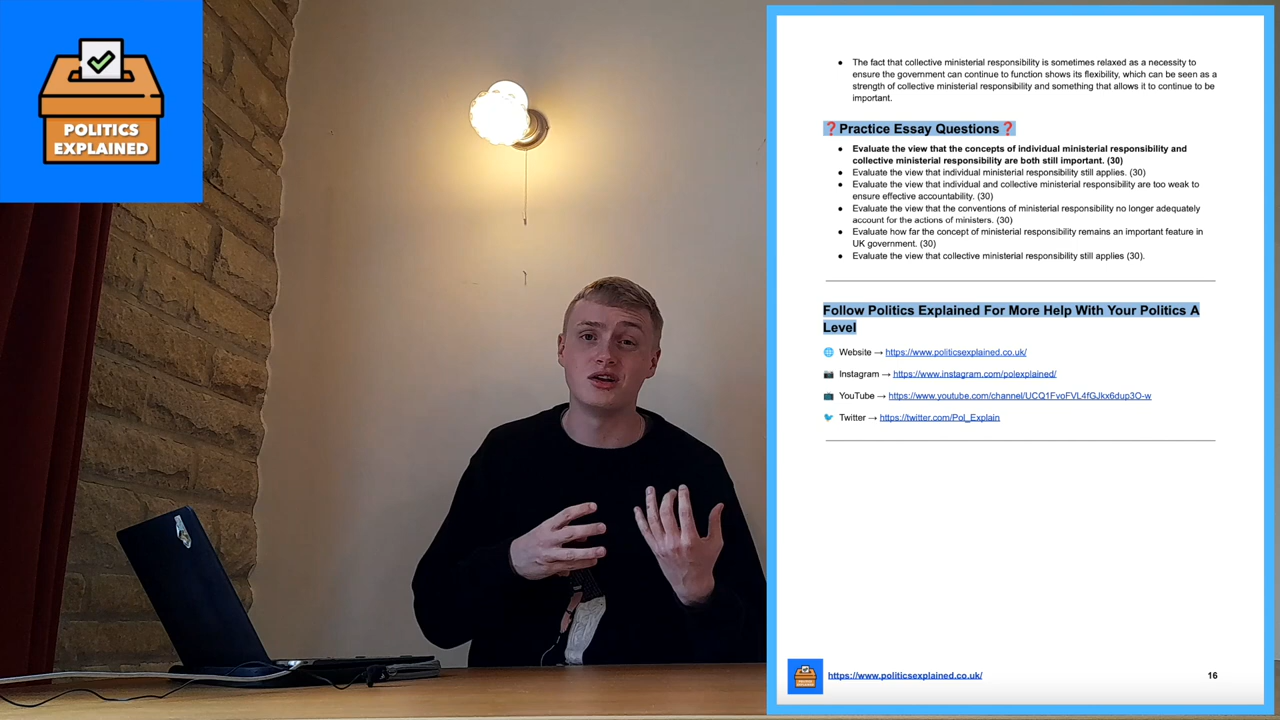 POLITICS
EXPLAINED
● The fact that collective ministerial responsibility is sometimes relaxed as a necessity to
ensure the government can continue to function shows its flexibility, which can be seen as a
strength of collective ministerial responsibility and something that allows it to continue to be
important.
❓Practice Essay Questions❓
● Evaluate the view that the concepts of individual ministerial responsibility and
collective ministerial responsibility are both still important. (30)
● Evaluate the view that individual ministerial responsibility still applies. (30)
● Evaluate the view that individual and collective ministerial responsibility are too weak to
ensure effective accountability. (30)
● Evaluate the view that the conventions of ministerial responsibility no longer adequately
account for the actions of ministers. (30)
● Evaluate how far the concept of ministerial responsibility remains an important feature in
UK government. (30)
● Evaluate the view that collective ministerial responsibility still applies (30).
Follow Politics Explained For More Help With Your Politics A
Level
🌐 Website → https://www.politicsexplained.co.uk/
📷 Instagram → https://www.instagram.com/polexplained/
📺 YouTube → https://www.youtube.com/channel/UCQ1FvoFVL4fGJkx6dup3O-w
🐦 Twitter → https://twitter.com/Pol_Explain
https://www.politicsexplained.co.uk/
16